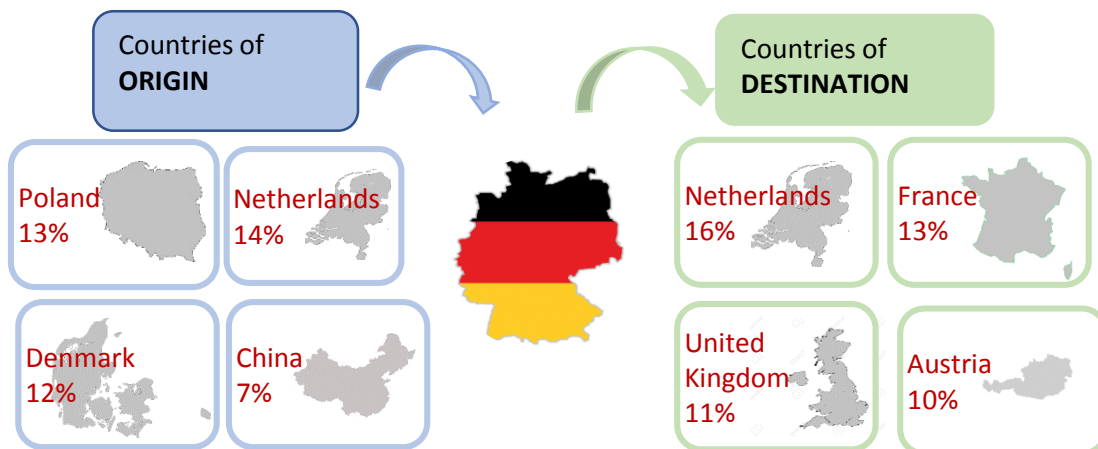 Countries of
ORIGIN
Countries of
DESTINATION
Poland
13%
Netherlands
14%
Netherlands
16%
France
13%
Denmark
12%
China
7%
United
Kingdom
11%
Austria
10%